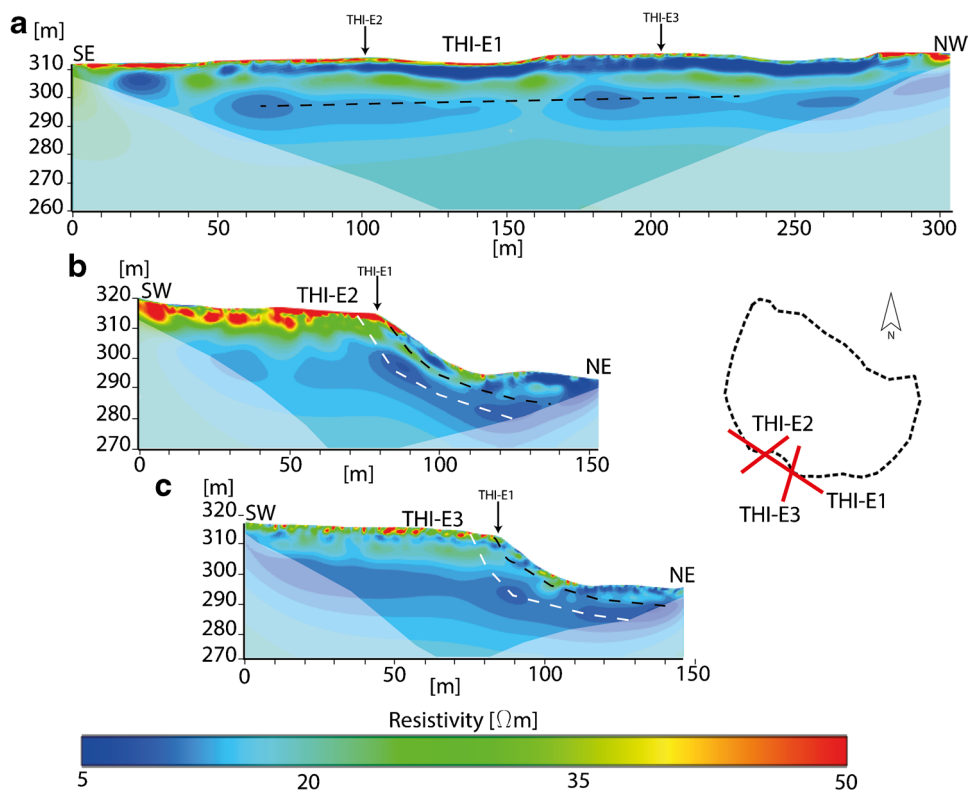 a
[m]
SE
THI-E2
THI-E1
THI-E3
NW
310
300
290
280
270
260
0
50
100
150
200
250
300
[m]
b
[m]
SW
THI-E2
THI-E1
NE
320
310
300
290
280
270
0
50
100
150
[m]
c
[m]
SW
THI-E3
THI-E1
NE
320
310
300
290
280
270
0
50
100
150
[m]
N
THI-E2
THI-E3
THI-E1
Resistivity [Ωm]
5
20
35
50